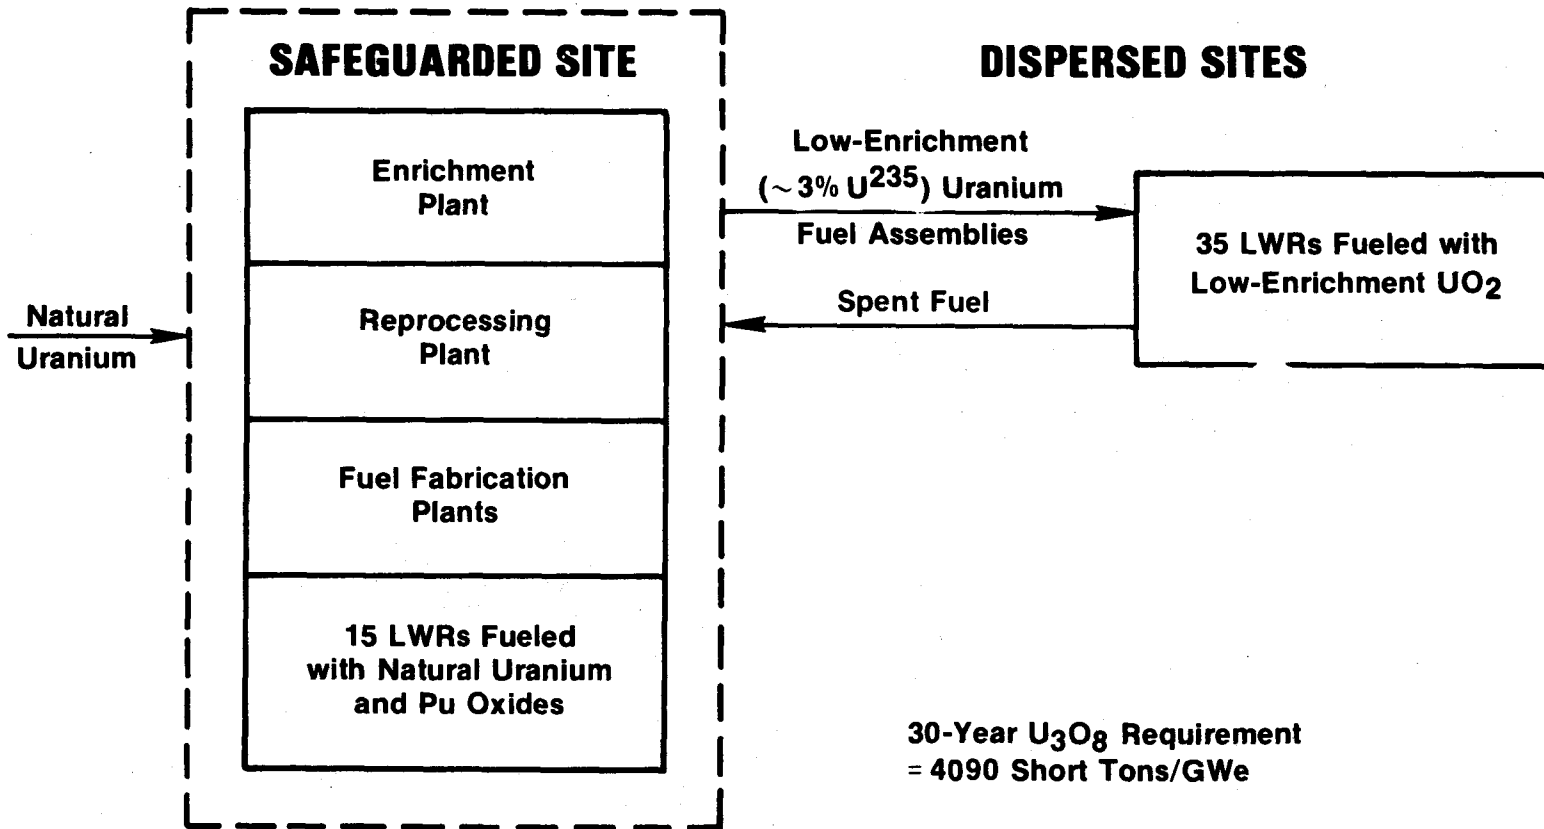 SAFEGUARDED SITE
Enrichment
Plant
Reprocessing
Plant
Fuel Fabrication
Plants
15 LWRs Fueled
with Natural Uranium
and Pu Oxides
Natural
Uranium
DISPERSED SITES
Low-Enrichment
(~3% U²³⁵) Uranium
Fuel Assemblies
Spent Fuel
35 LWRs Fueled with
Low-Enrichment UO₂
30-Year U₃O₈ Requirement
= 4090 Short Tons/GWe